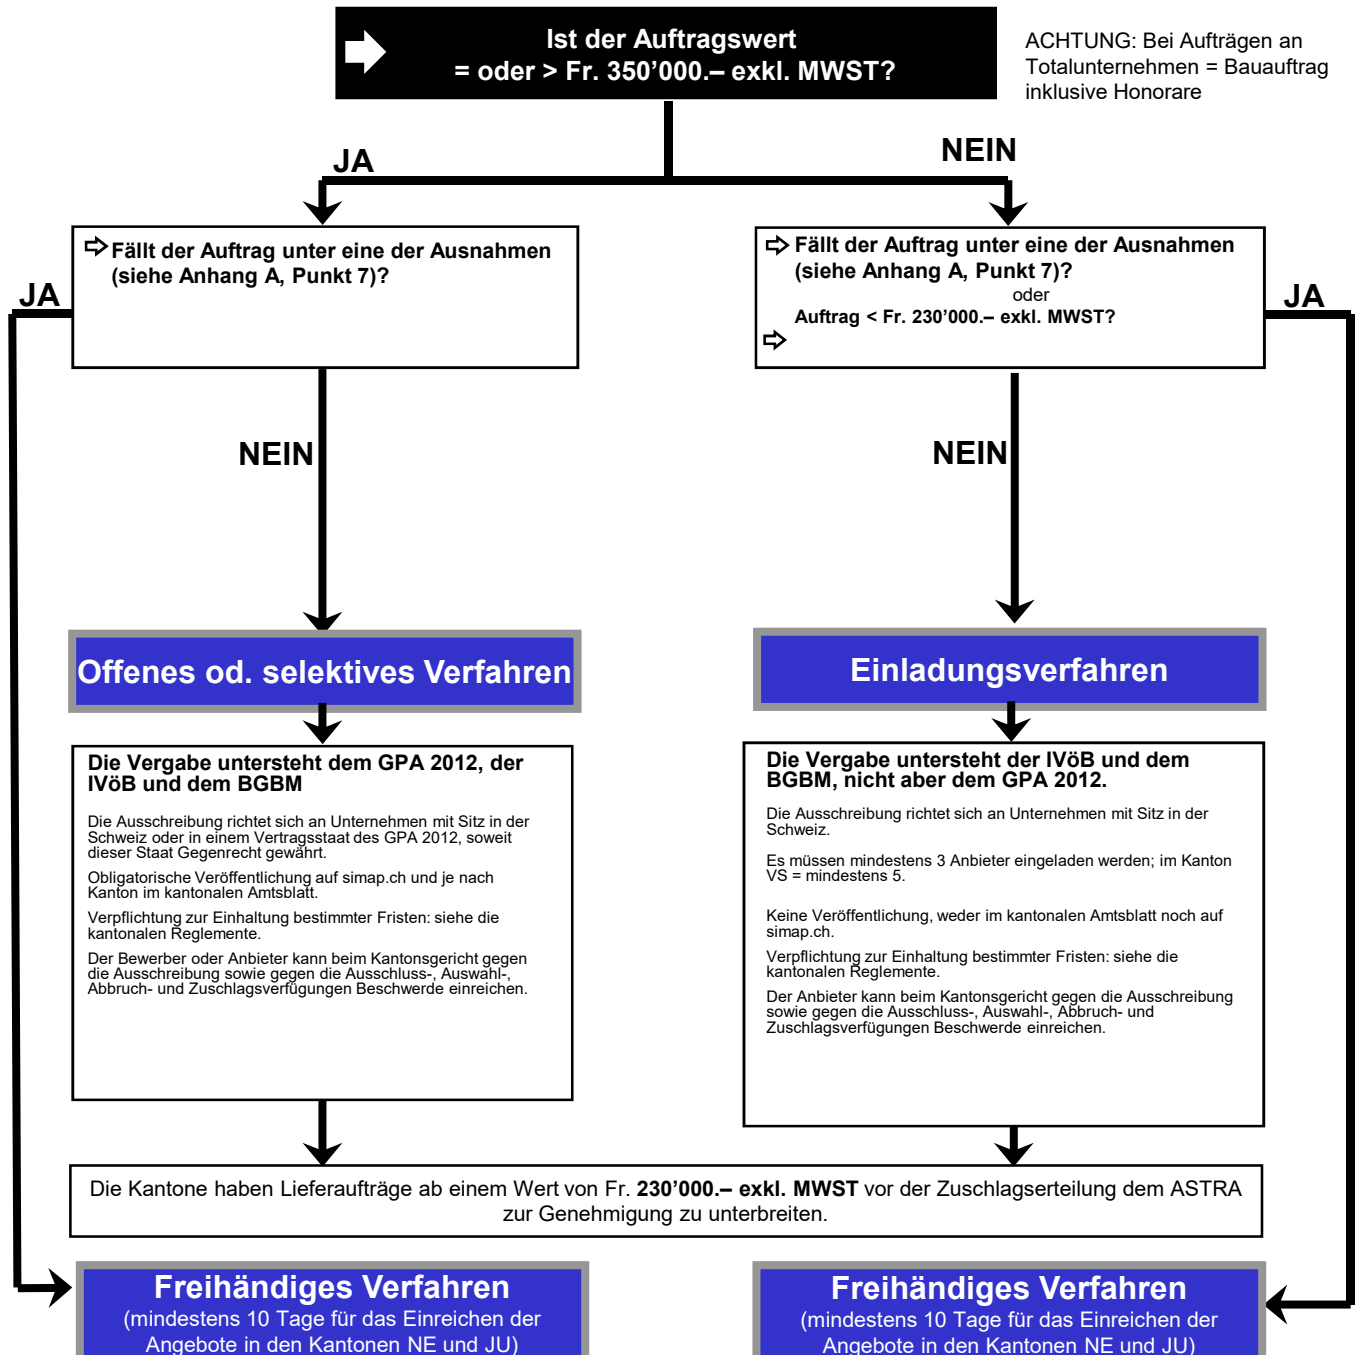 Ist der Auftragswert
= oder > Fr. 350’000.– exkl. MWST?
ACHTUNG: Bei Aufträgen an
Totalunternehmen = Bauauftrag
inklusive Honorare
JA
NEIN
Fällt der Auftrag unter eine der Ausnahmen
(siehe Anhang A, Punkt 7)?
JA
Fällt der Auftrag unter eine der Ausnahmen
(siehe Anhang A, Punkt 7)?
oder
Auftrag < Fr. 230’000.– exkl. MWST?
JA
NEIN
NEIN
Offenes od. selektives Verfahren
Einladungsverfahren
Die Vergabe untersteht dem GPA 2012, der
IVöB und dem BGBM
Die Ausschreibung richtet sich an Unternehmen mit Sitz in der
Schweiz oder in einem Vertragsstaat des GPA 2012, soweit
dieser Staat Gegenrecht gewährt.
Obligatorische Veröffentlichung auf simap.ch und je nach
Kanton im kantonalen Amtsblatt.
Verpflichtung zur Einhaltung bestimmter Fristen: siehe die
kantonalen Reglemente.
Der Bewerber oder Anbieter kann beim Kantonsgericht gegen
die Ausschreibung sowie gegen die Ausschluss-, Auswahl-,
Abbruch- und Zuschlagsverfügungen Beschwerde einreichen.
Die Vergabe untersteht der IVöB und dem
BGBM, nicht aber dem GPA 2012.
Die Ausschreibung richtet sich an Unternehmen mit Sitz in der
Schweiz.
Es müssen mindestens 3 Anbieter eingeladen werden; im Kanton
VS = mindestens 5.
Keine Veröffentlichung, weder im kantonalen Amtsblatt noch auf
simap.ch.
Verpflichtung zur Einhaltung bestimmter Fristen: siehe die
kantonalen Reglemente.
Der Anbieter kann beim Kantonsgericht gegen die Ausschreibung
sowie gegen die Ausschluss-, Auswahl-, Abbruch- und
Zuschlagsverfügungen Beschwerde einreichen.
Die Kantone haben Lieferaufträge ab einem Wert von Fr. 230’000.– exkl. MWST vor der Zuschlagserteilung dem ASTRA
zur Genehmigung zu unterbreiten.
Freihändiges Verfahren
(mindestens 10 Tage für das Einreichen der
Angebote in den Kantonen NE und JU)
Freihändiges Verfahren
(mindestens 10 Tage für das Einreichen der
Angebote in den Kantonen NE und JU)